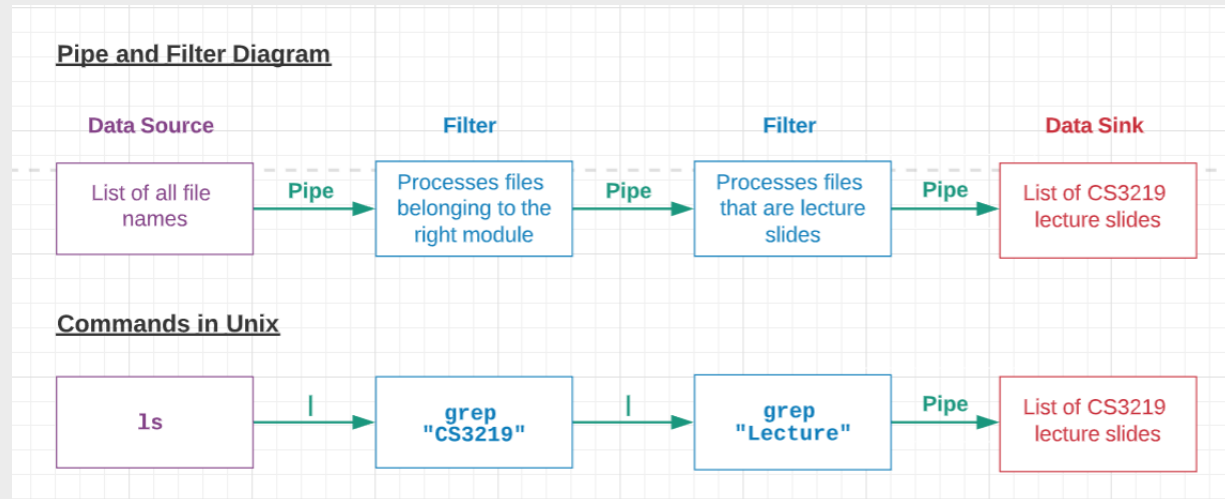 Pipe and Filter Diagram
Data Source
Filter
Filter
Data Sink
List of all file
names
Pipe
Processes files
belonging to the
right module
Pipe
Processes files
that are lecture
slides
Pipe
List of CS3219
lecture slides
Commands in Unix
ls
|
grep
"CS3219"
|
grep
"Lecture"
Pipe
List of CS3219
lecture slides